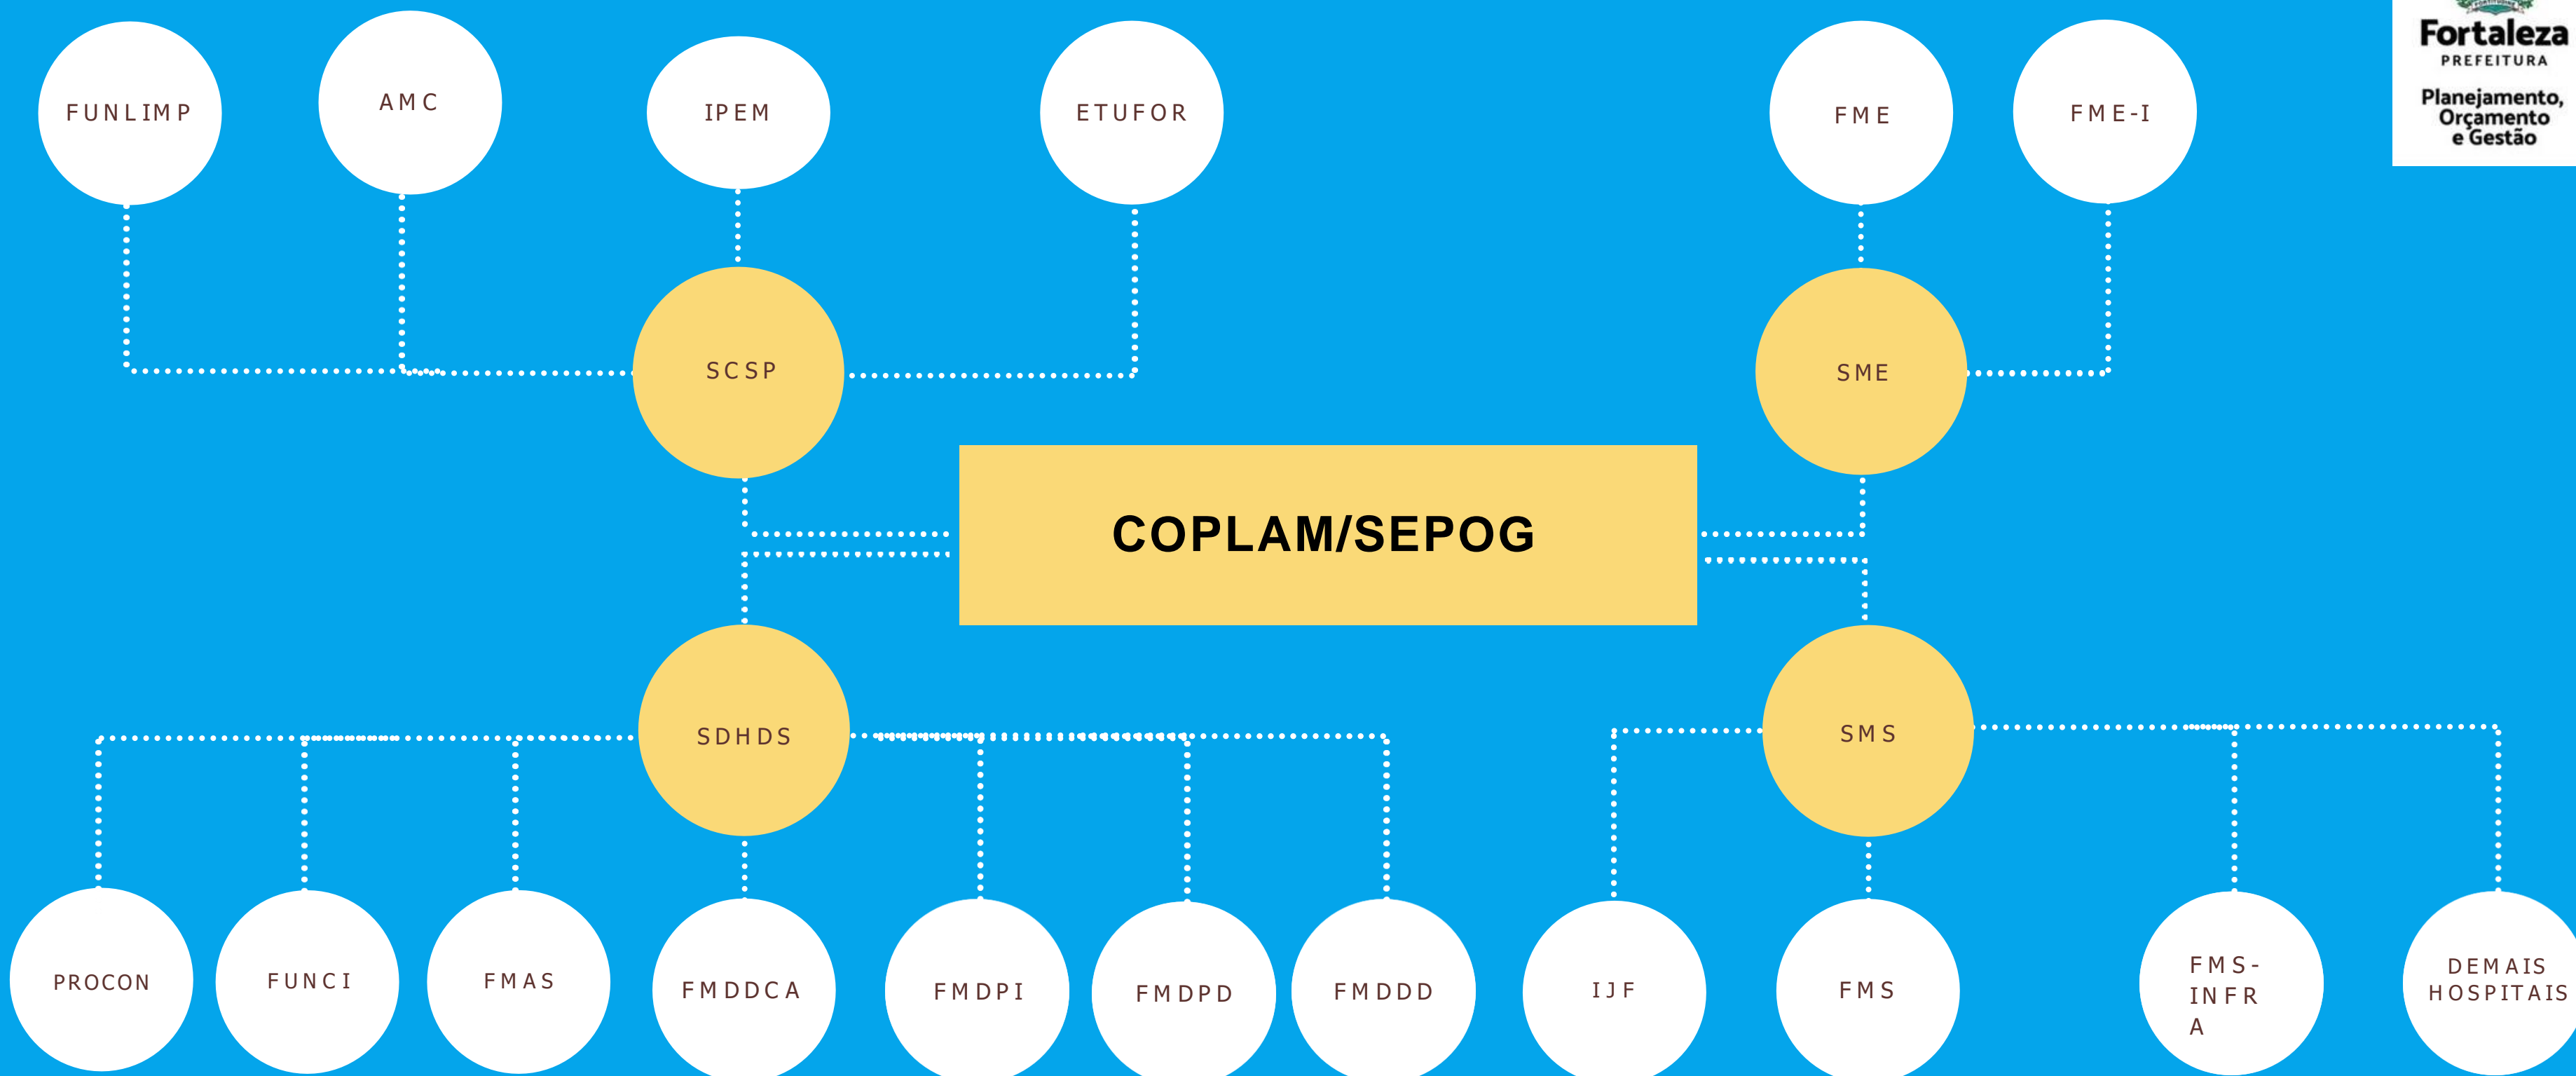 FUNLIMP
AMC
IPEM
ETUFOR
FME
FME-I
FORTITUDINE
Fortaleza
PREFEITURA
Planejamento,
Orçamento
e Gestão
SCSP
SME
COPLAM/SEPOG
SDHDS
SMS
PROCON
FUNCI
FMAS
FMDDCA
FMDPI
FMDPD
FMDDD
IJF
FMS
FMS-
INFR
A
DEMAIS
HOSPITAIS